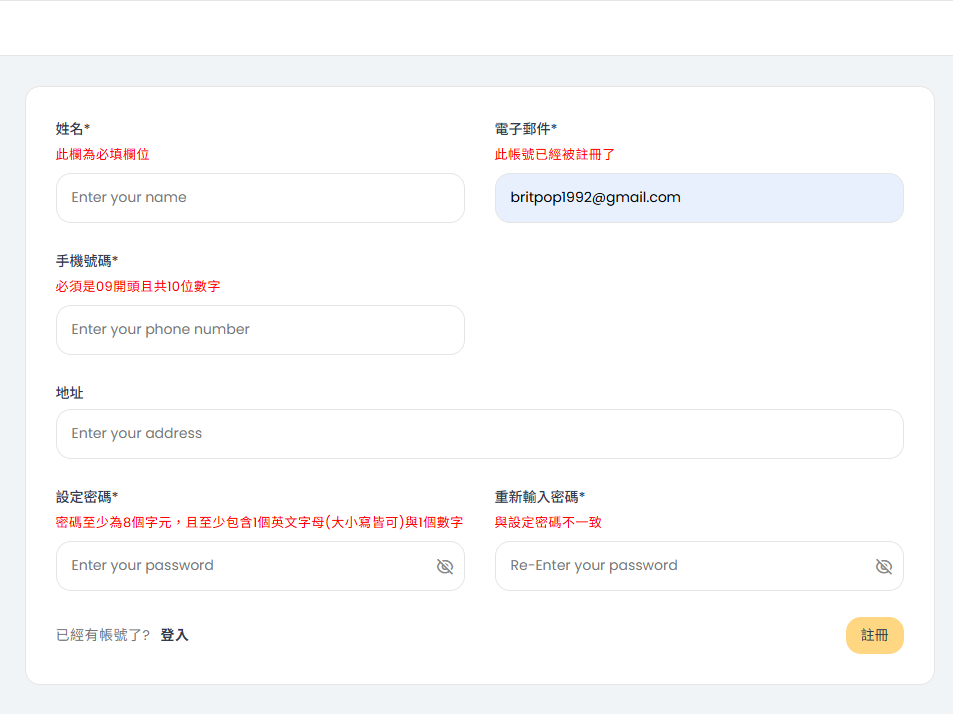 姓名*
此欄為必填欄位
Enter your name
電子郵件*
此帳號已經被註冊了
britpop1992@gmail.com
手機號碼*
必須是09開頭且共10位數字
Enter your phone number
地址
Enter your address
設定密碼*
密碼至少為8個字元，且至少包含1個英文字母(大小寫皆可)與1個數字
Enter your password
重新輸入密碼*
與設定密碼不一致
Re-Enter your password
已經有帳號了? 登入
註冊